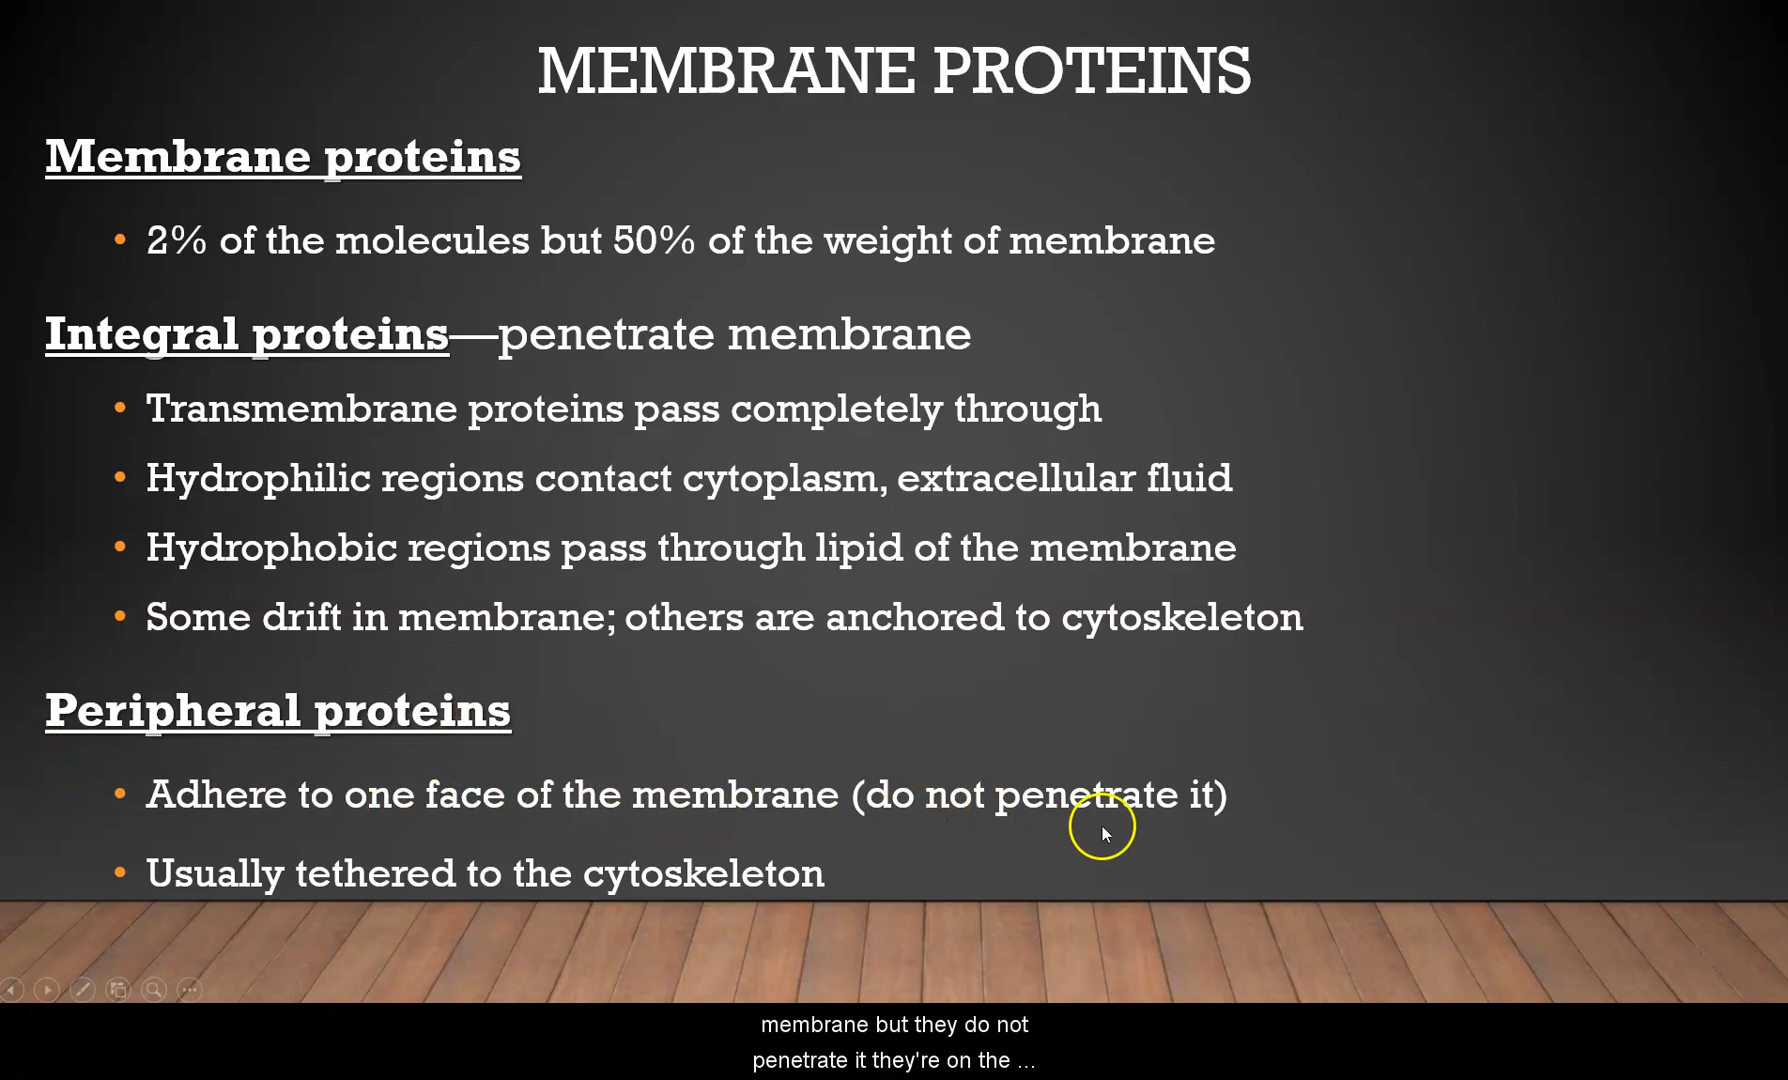 MEMBRANE PROTEINS
Membrane proteins
• 2% of the molecules but 50% of the weight of membrane
Integral proteins—penetrate membrane
• Transmembrane proteins pass completely through
• Hydrophilic regions contact cytoplasm, extracellular fluid
• Hydrophobic regions pass through lipid of the membrane
• Some drift in membrane; others are anchored to cytoskeleton
Peripheral proteins
• Adhere to one face of the membrane (do not penetrate it)
• Usually tethered to the cytoskeleton
membrane but they do not
penetrate it they're on the ...